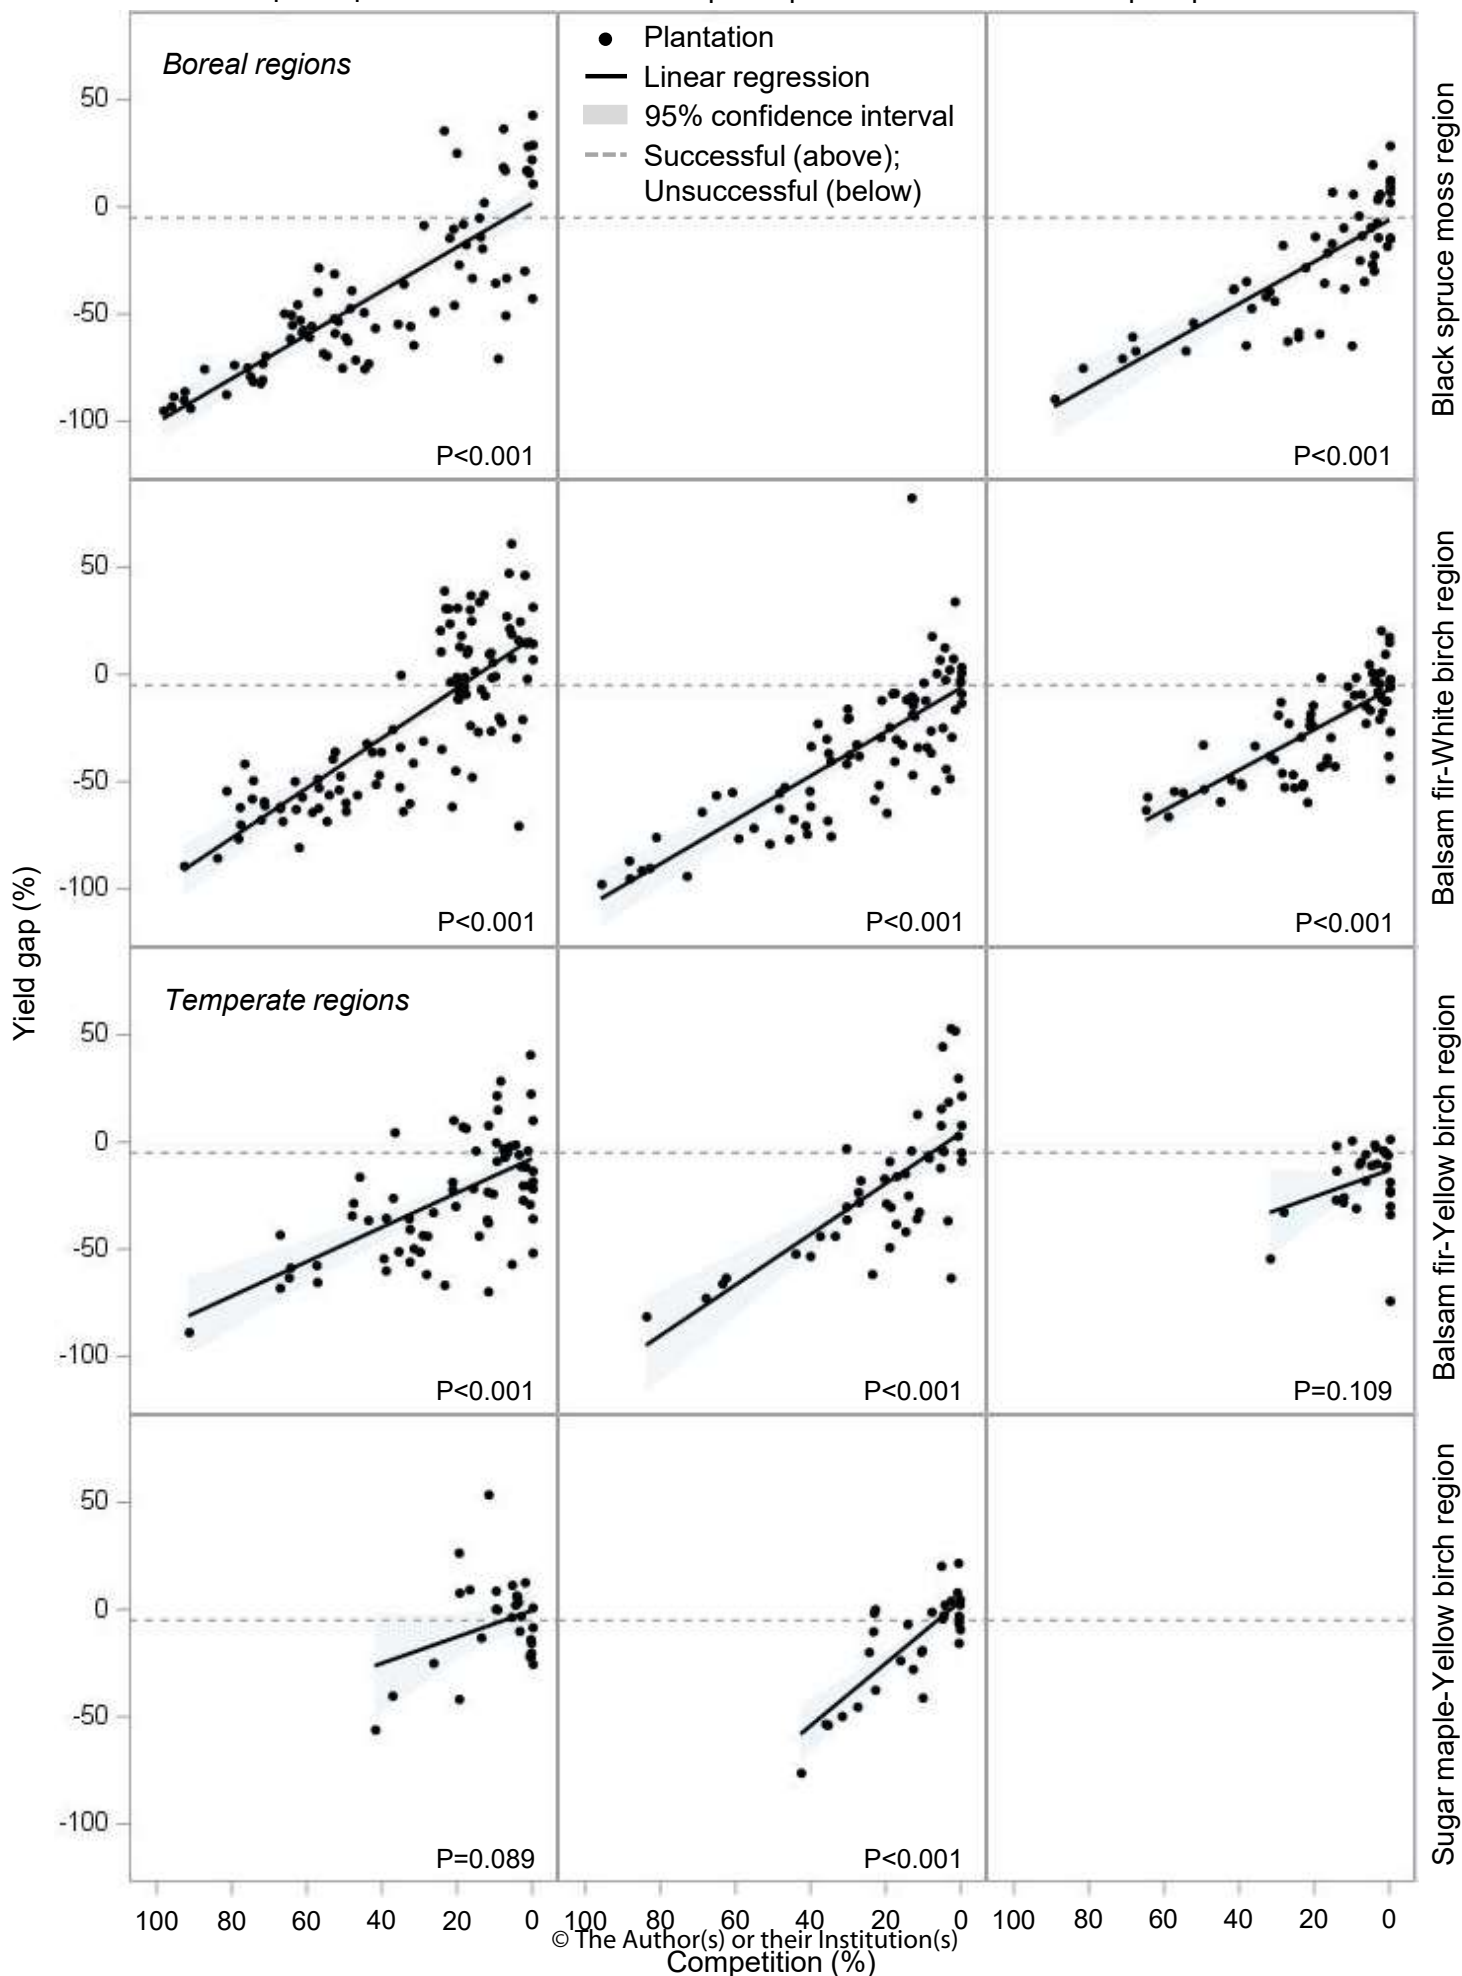 Plantation
Boreal regions
Linear regression
95% confidence interval
Successful (above);
Unsuccessful (below)
50
0
-50
-100
P<0.001
P<0.001
Black spruce moss region
50
0
-50
-100
P<0.001
P<0.001
P<0.001
Balsam fir-White birch region
Yield gap (%)
Temperate regions
50
0
-50
-100
P<0.001
P<0.001
P=0.109
Balsam fir-Yellow birch region
50
0
-50
-100
P=0.089
P<0.001
Sugar maple-Yellow birch region
100 80 60 40 20 0 100 80 60 40 20 0 100 80 60 40 20 0
© The Author(s) or their Institution(s)
Competition (%)